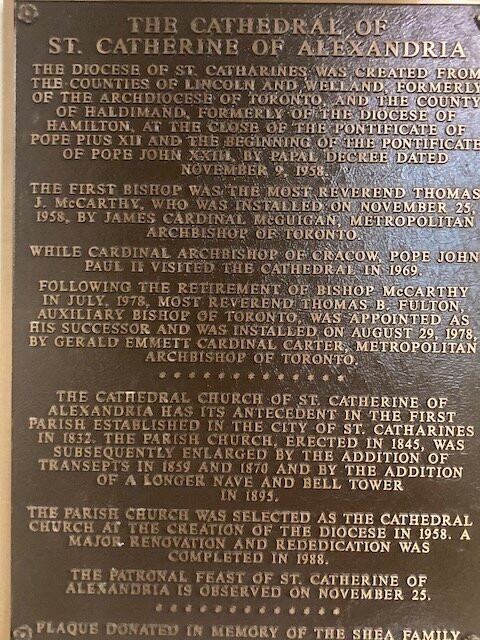 THE CATHEDRAL OF
ST. CATHERINE OF ALEXANDRIA
THE DIOCESE OF ST. CATHARINES WAS CREATED FROM
THE COUNTIES OF LINCOLN AND WELLAND, FORMERLY
OF THE ARCHDIOCESE OF TORONTO, AND THE COUNTY
OF HALDIMAND, FORMERLY OF THE DIOCESE OF
HAMILTON, AT THE CLOSE OF THE PONTIFICATE OF
POPE PIUS XII AND THE BEGINNING OF THE PONTIFICATE
OF POPE JOHN XXIII, BY PAPAL DECREE DATED
NOVEMBER 9, 1958.
THE FIRST BISHOP WAS THE MOST REVEREND THOMAS
J. McCARTHY, WHO WAS INSTALLED ON NOVEMBER 25,
1958, BY JAMES CARDINAL McGUIGAN, METROPOLITAN
ARCHBISHOP OF TORONTO.
WHILE CARDINAL ARCHBISHOP OF CRACOW, POPE JOHN
PAUL II VISITED THE CATHEDRAL IN 1969.
FOLLOWING THE RETIREMENT OF BISHOP McCARTHY
IN JULY, 1978, MOST REVEREND THOMAS B. FULTON,
AUXILIARY BISHOP OF TORONTO, WAS APPOINTED AS
HIS SUCCESSOR AND WAS INSTALLED ON AUGUST 29, 1978,
BY GERALD EMMETT CARDINAL CARTER, METROPOLITAN
ARCHBISHOP OF TORONTO.
* * * * * * * * * * * *
THE CATHEDRAL CHURCH OF ST. CATHERINE OF
ALEXANDRIA HAS ITS ANTECEDENT IN THE FIRST
PARISH ESTABLISHED IN THE CITY OF ST. CATHARINES
IN 1832. THE PARISH CHURCH, ERECTED IN 1845, WAS
SUBSEQUENTLY ENLARGED BY THE ADDITION OF
TRANSEPTS IN 1859 AND 1870 AND BY THE ADDITION
OF A LONGER NAVE AND BELL TOWER
IN 1895.
THE PARISH CHURCH WAS SELECTED AS THE CATHEDRAL
CHURCH AT THE CREATION OF THE DIOCESE IN 1958. A
MAJOR RENOVATION AND REDEDICATION WAS
COMPLETED IN 1988.
THE PATRONAL FEAST OF ST. CATHERINE OF
ALEXANDRIA IS OBSERVED ON NOVEMBER 25.
* * * * * * * * * * * *
PLAQUE DONATED IN MEMORY OF THE SHEA FAMILY